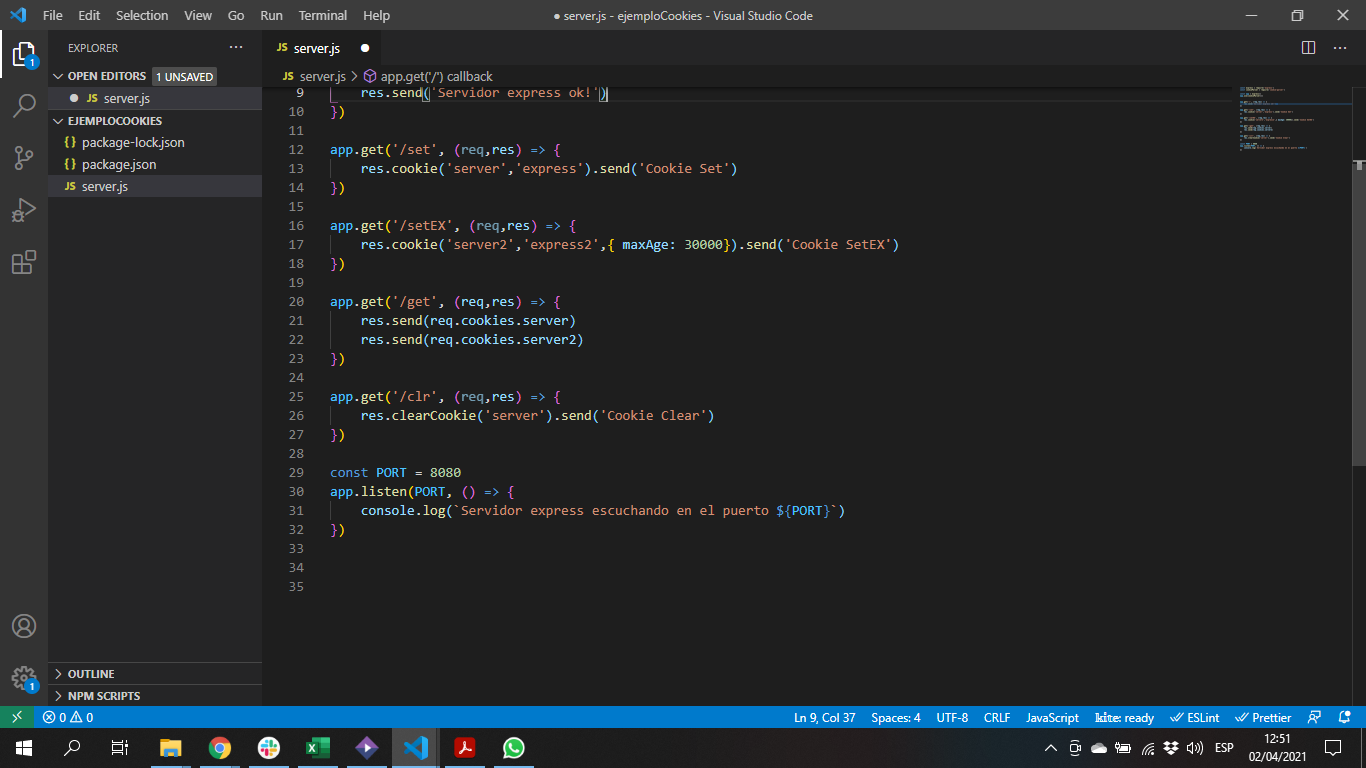 File Edit Selection View Go Run Terminal Help
● server.js - ejemploCookies - Visual Studio Code
EXPLORER
OPEN EDITORS 1 UNSAVED
JS server.js
EJEMPLOCOOKIES
{} package-lock.json
{} package.json
JS server.js
OUTLINE
NPM SCRIPTS
JS server.js ●
JS server.js > app.get('/') callback
9 res.send('Servidor express ok!')
10 })
11
12 app.get('/set', (req,res) => {
13 res.cookie('server','express').send('Cookie Set')
14 })
15
16 app.get('/setEX', (req,res) => {
17 res.cookie('server2','express2',{ maxAge: 30000}).send('Cookie SetEX')
18 })
19
20 app.get('/get', (req,res) => {
21 res.send(req.cookies.server)
22 res.send(req.cookies.server2)
23 })
24
25 app.get('/clr', (req,res) => {
26 res.clearCookie('server').send('Cookie Clear')
27 })
28
29 const PORT = 8080
30 app.listen(PORT, () => {
31 console.log(`Servidor express escuchando en el puerto ${PORT}`)
32 })
33
34
35
1
1
0 0 Ln 9, Col 37 Spaces: 4 UTF-8 CRLF JavaScript kite: ready ESLint Prettier
ESP 12:51
02/04/2021